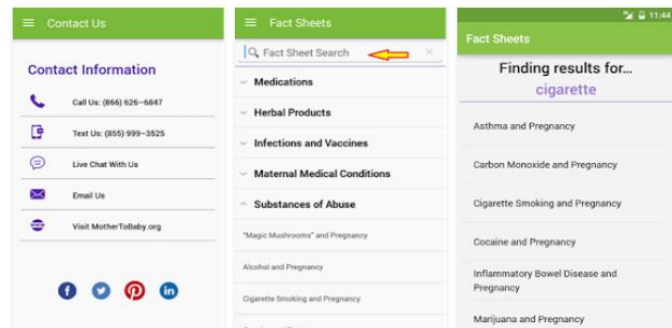 Contact Us
Contact Information
Call Us: (866) 626-6847
Text Us: (855) 999-3525
Live Chat With Us
Email Us
Visit MotherToBaby.org
Fact Sheets
Fact Sheet Search
Medications
Herbal Products
Infections and Vaccines
Maternal Medical Conditions
Substances of Abuse
"Magic Mushrooms" and Pregnancy
Alcohol and Pregnancy
Cigarette Smoking and Pregnancy
11:44
Fact Sheets
Finding results for...
cigarette
Asthma and Pregnancy
Carbon Monoxide and Pregnancy
Cigarette Smoking and Pregnancy
Cocaine and Pregnancy
Inflammatory Bowel Disease and
Pregnancy
Marijuana and Pregnancy